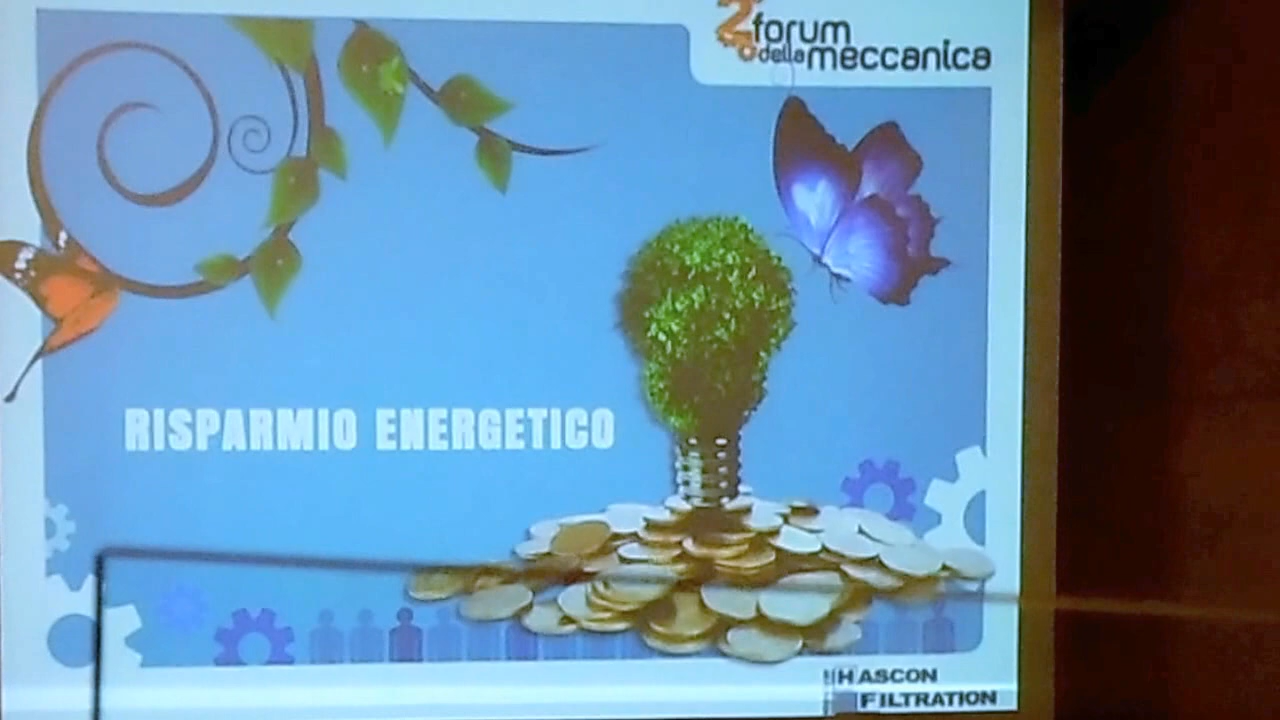 2° forum
della meccanica
RISPARMIO ENERGETICO
HASCON
FILTRATION